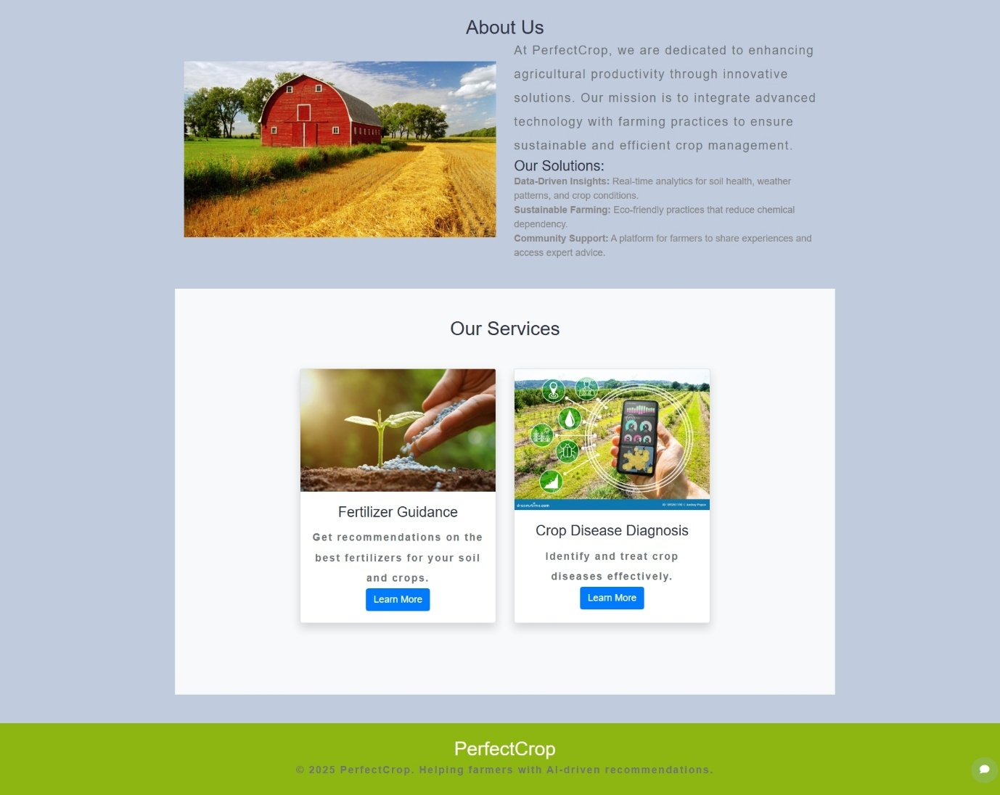 About Us
At PerfectCrop, we are dedicated to enhancing
agricultural productivity through innovative
solutions. Our mission is to integrate advanced
technology with farming practices to ensure
sustainable and efficient crop management.
Our Solutions:
Data-Driven Insights: Real-time analytics for soil health, weather
patterns, and crop conditions.
Sustainable Farming: Eco-friendly practices that reduce chemical
dependency.
Community Support: A platform for farmers to share experiences and
access expert advice.
Our Services
Fertilizer Guidance
Get recommendations on the
best fertilizers for your soil
and crops.
Learn More
dreamstime.com
Crop Disease Diagnosis
Identify and treat crop
diseases effectively.
Learn More
PerfectCrop
© 2025 PerfectCrop. Helping farmers with AI-driven recommendations.